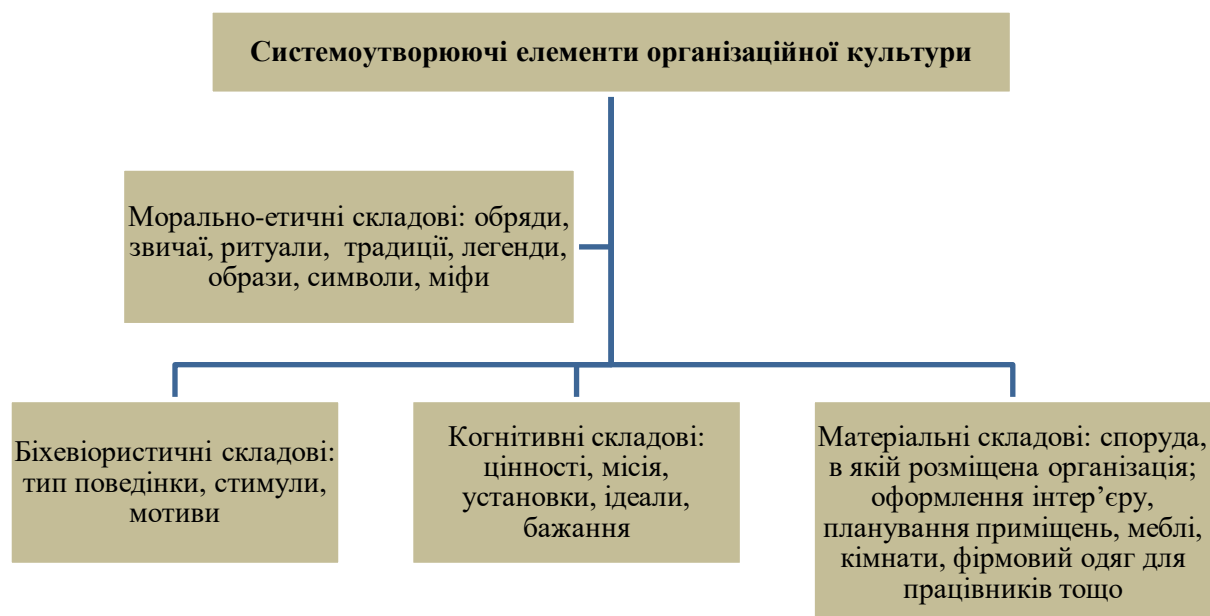 Системоутворюючі елементи організаційної культури
Морально-етичні складові: обряди,
звичаї, ритуали, традиції, легенди,
образи, символи, міфи
Біхевіористичні складові:
тип поведінки, стимули,
мотиви
Когнітивні складові:
цінності, місія,
установки, ідеали,
бажання
Матеріальні складові: споруда,
в якій розміщена організація;
оформлення інтер’єру,
планування приміщень, меблі,
кімнати, фірмовий одяг для
працівників тощо